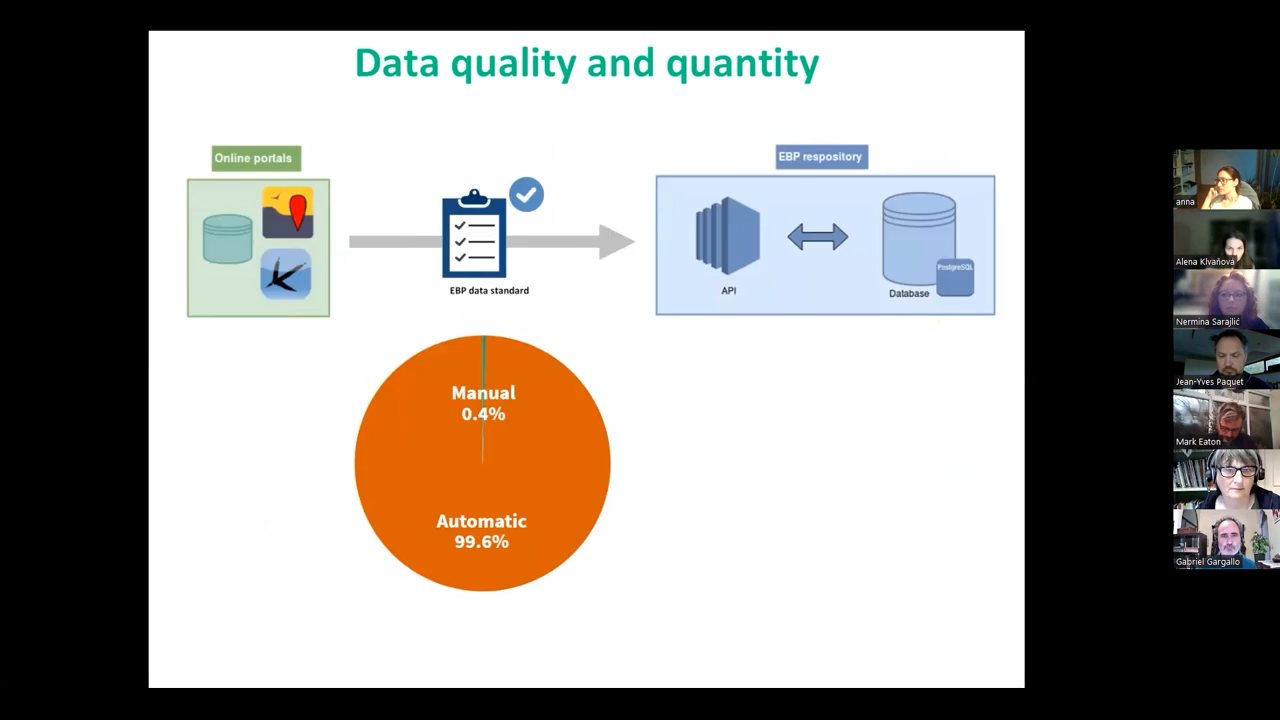 Data quality and quantity
Online portals
EBP respository
EBP data standard
API
Database
PostgreSQL
Manual
0.4%
Automatic
99.6%
anna
Alena Klvaňová
Nermina Sarajlić
Jean-Yves Paquet
Mark Eaton
Gabriel Gargallo